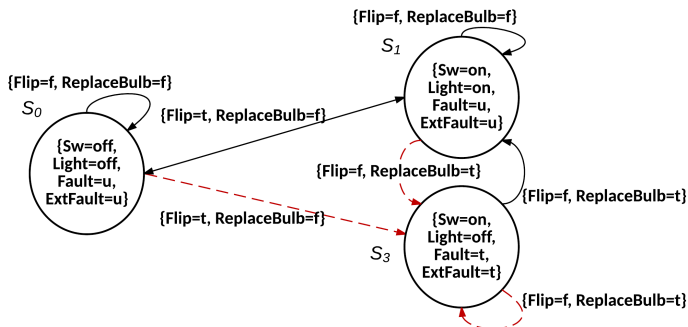 {Flip=f, ReplaceBulb=f}
S1
{Flip=f, ReplaceBulb=f}
S0
{Sw=on,
Light=on,
Fault=u,
ExtFault=u}
{Flip=t, ReplaceBulb=f}
{Sw=off,
Light=off,
Fault=u,
ExtFault=u}
{Flip=f, ReplaceBulb=t}
{Flip=f, ReplaceBulb=t}
{Flip=t, ReplaceBulb=f}
{Sw=on,
Light=off,
Fault=t,
ExtFault=t}
S3
{Flip=f, ReplaceBulb=t}